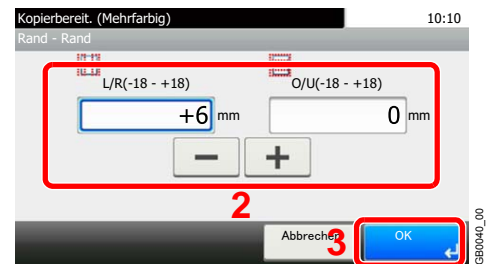 Kopierbereit. (Mehrfarbig) 10:10
Rand - Rand
L/R(-18 - +18) O/U(-18 - +18)
+6 mm 0 mm
− +
2
Abbrechen 3 OK
GB0040_00